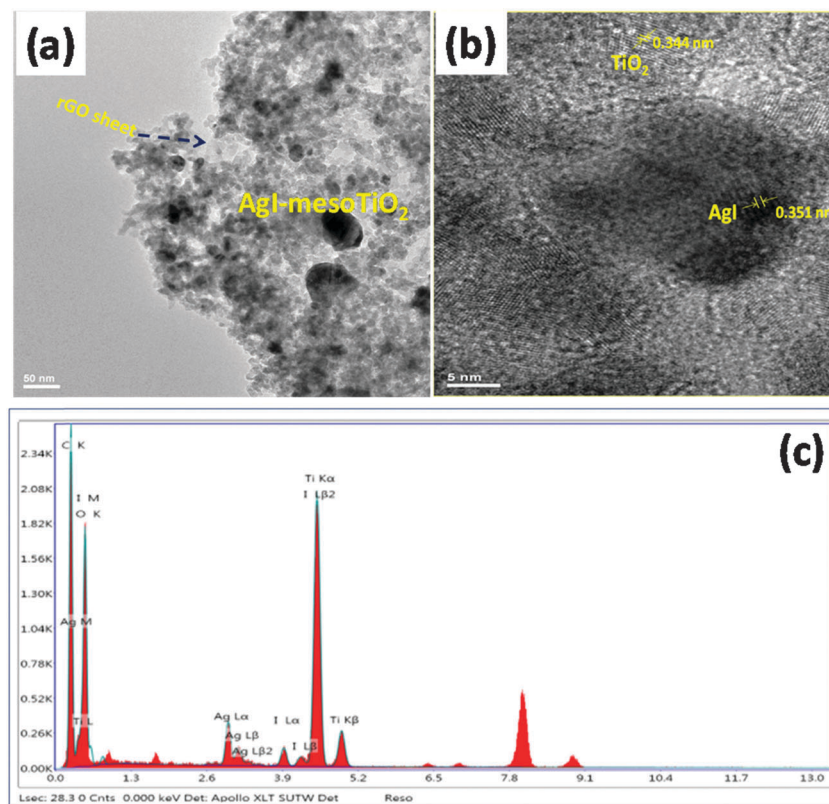 (a)
rGO sheet
AgI-mesoTiO₂
50 nm
(b)
0.344 nm
TiO₂
AgI
0.351 nm
5 nm
(c)
2.34K
2.08K
1.82K
1.56K
1.30K
1.04K
0.78K
0.52K
0.26K
0.00K
C K
I M
O K
Ag M
Ti L
Ag Lα
Ag Lβ
Ag Lβ2
I Lα
I Lβ
Ti Kα
I Lβ2
Ti Kβ
0.0 1.3 2.6 3.9 5.2 6.5 7.8 9.1 10.4 11.7 13.0
Lsec: 28.3 0 Cnts 0.000 keV Det: Apollo XLT SUTW Det Reso